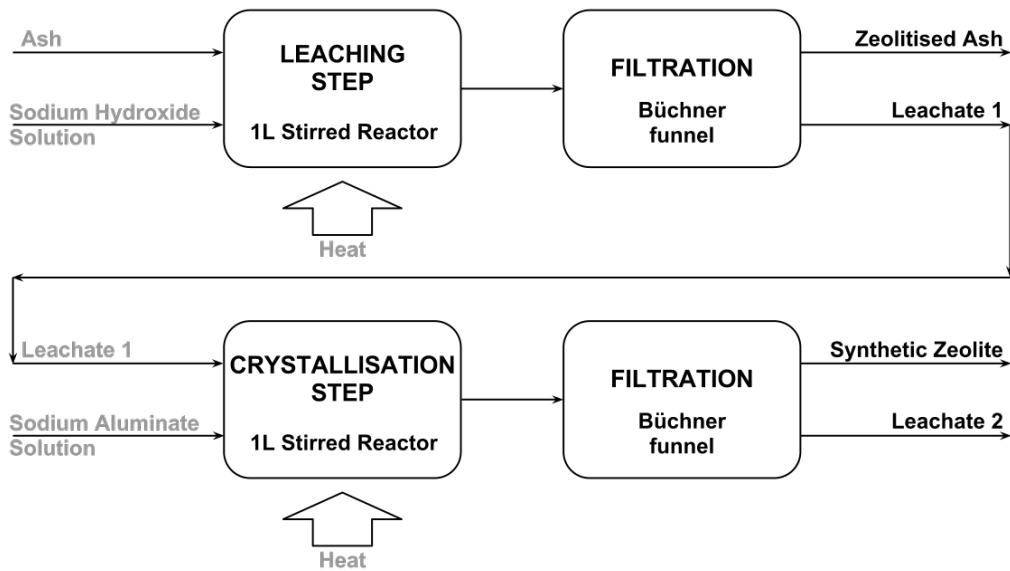 Ash
Sodium Hydroxide
Solution
LEACHING
STEP
1L Stirred Reactor
Heat
FILTRATION
Büchner
funnel
Zeolitised Ash
Leachate 1
Leachate 1
Sodium Aluminate
Solution
CRYSTALLISATION
STEP
1L Stirred Reactor
Heat
FILTRATION
Büchner
funnel
Synthetic Zeolite
Leachate 2